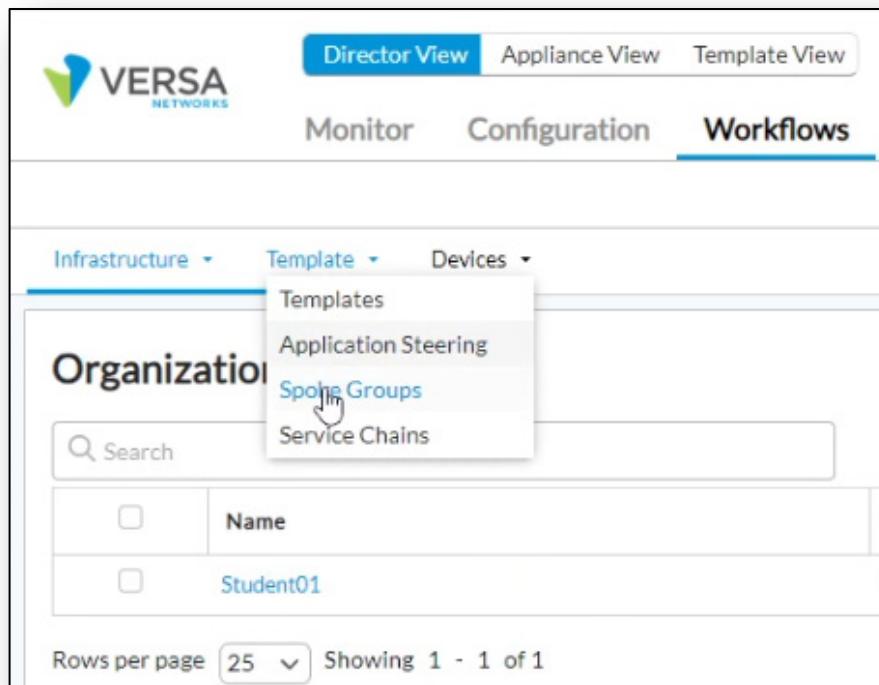 VERSA
NETWORKS
Director View Appliance View Template View
Monitor Configuration Workflows
Infrastructure Template Devices
Templates
Application Steering
Organizatio
Spoke Groups
Service Chains
Search
Name
Student01
Rows per page 25 Showing 1 - 1 of 1